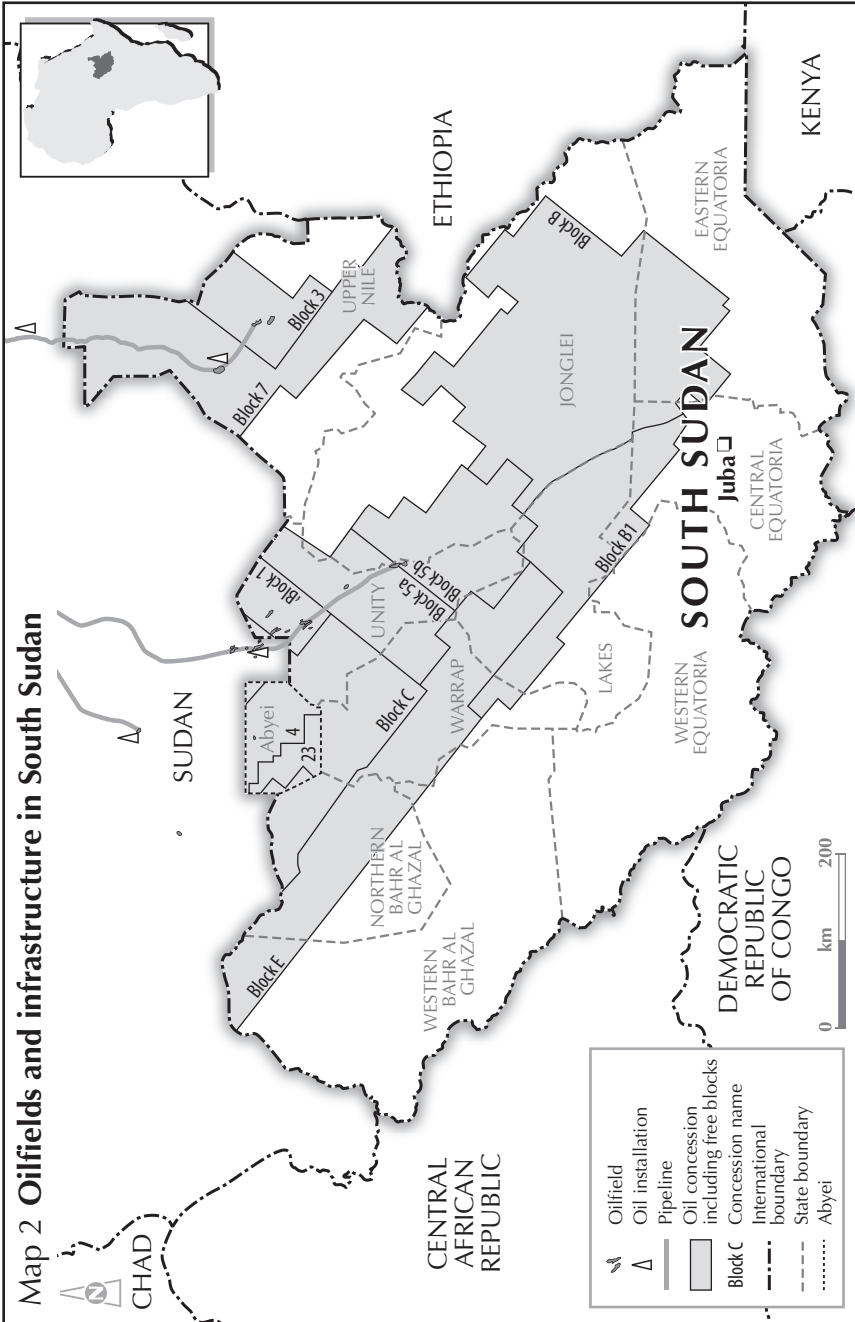 Map 2 Oilfields and infrastructure in South Sudan
N
CHAD
SUDAN
ETHIOPIA
KENYA
CENTRAL
AFRICAN
REPUBLIC
DEMOCRATIC
REPUBLIC
OF CONGO
SOUTH SUDAN
Juba
Abyei
4
23
Block E
Block C
Block 1
Block 5a
Block 5b
Block 7
Block 3
Block B
Block B1
UPPER
NILE
UNITY
WARRAP
JONGLEI
LAKES
NORTHERN
BAHR AL
GHAZAL
WESTERN
BAHR AL
GHAZAL
WESTERN
EQUATORIA
CENTRAL
EQUATORIA
EASTERN
EQUATORIA
Oilfield
Oil installation
Pipeline
Oil concession
including free blocks
Block C Concession name
International
boundary
State boundary
Abyei
0 km 200